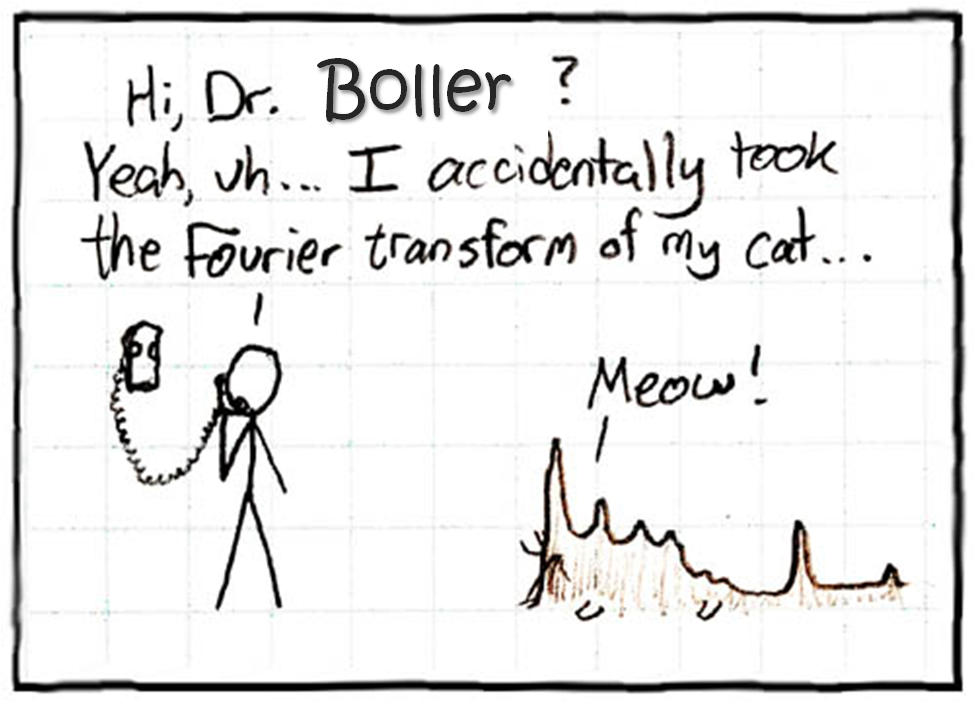 Hi, Dr. Boller ?
Yeah, uh... I accidentally took
the Fourier transform of my cat...
Meow!